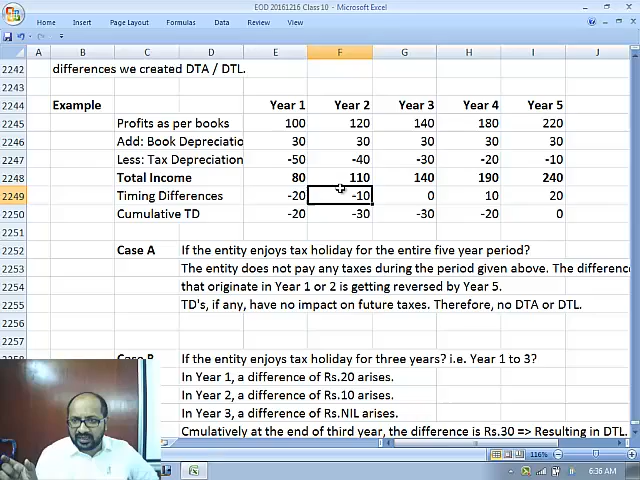 EOD 20161216 Class 10 - Microsoft Excel
Home Insert Page Layout Formulas Data Review View
A B C D E F G H I J
2242 differences we created DTA / DTL.
2243
2244 Example Year 1 Year 2 Year 3 Year 4 Year 5
2245 Profits as per books 100 120 140 180 220
2246 Add: Book Depreciatio 30 30 30 30 30
2247 Less: Tax Depreciation -50 -40 -30 -20 -10
2248 Total Income 80 110 140 190 240
2249 Timing Differences -20 -10 0 10 20
2250 Cumulative TD -20 -30 -30 -20 0
2251
2252 Case A If the entity enjoys tax holiday for the entire five year period?
2253 The entity does not pay any taxes during the period given above. The difference
2254 that originate in Year 1 or 2 is getting reversed by Year 5.
2255 TD's, if any, have no impact on future taxes. Therefore, no DTA or DTL.
2256
2257
If the entity enjoys tax holiday for three years? i.e. Year 1 to 3?
In Year 1, a difference of Rs.20 arises.
In Year 2, a difference of Rs.10 arises.
In Year 3, a difference of Rs.NIL arises.
Cmulatively at the end of third year, the difference is Rs.30 => Resulting in DTL.
116%
6:36 AM